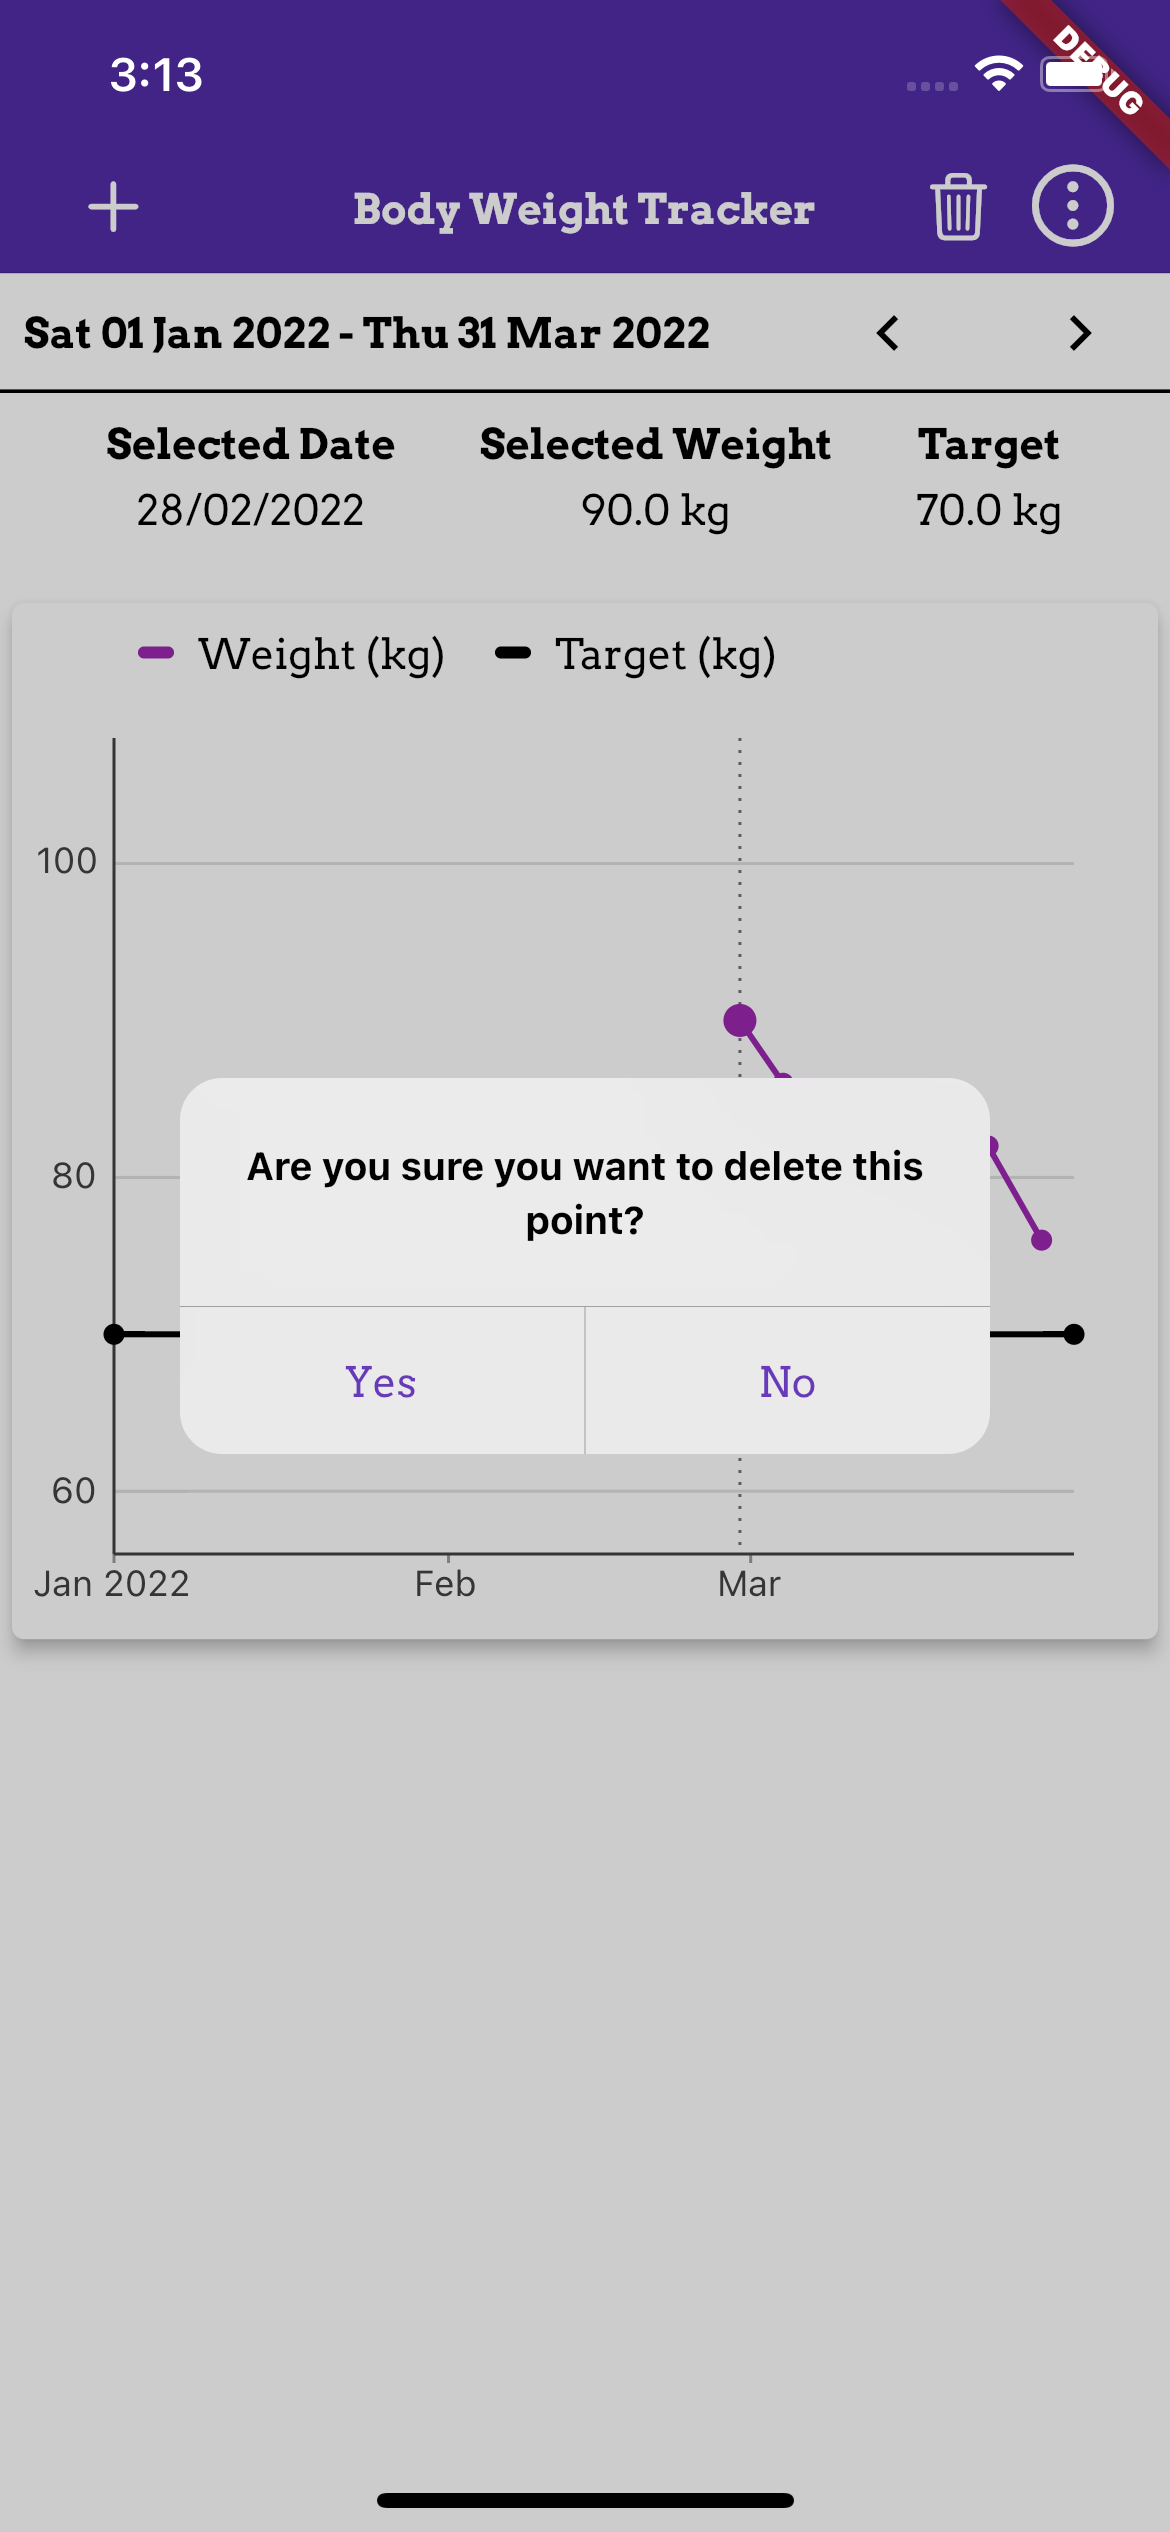 3:13
DEBUG
Body Weight Tracker
Sat 01 Jan 2022 - Thu 31 Mar 2022
Selected Date Selected Weight Target
28/02/2022 90.0 kg 70.0 kg
Weight (kg) Target (kg)
100
80
Are you sure you want to delete this
point?
Yes No
60
Jan 2022 Feb Mar